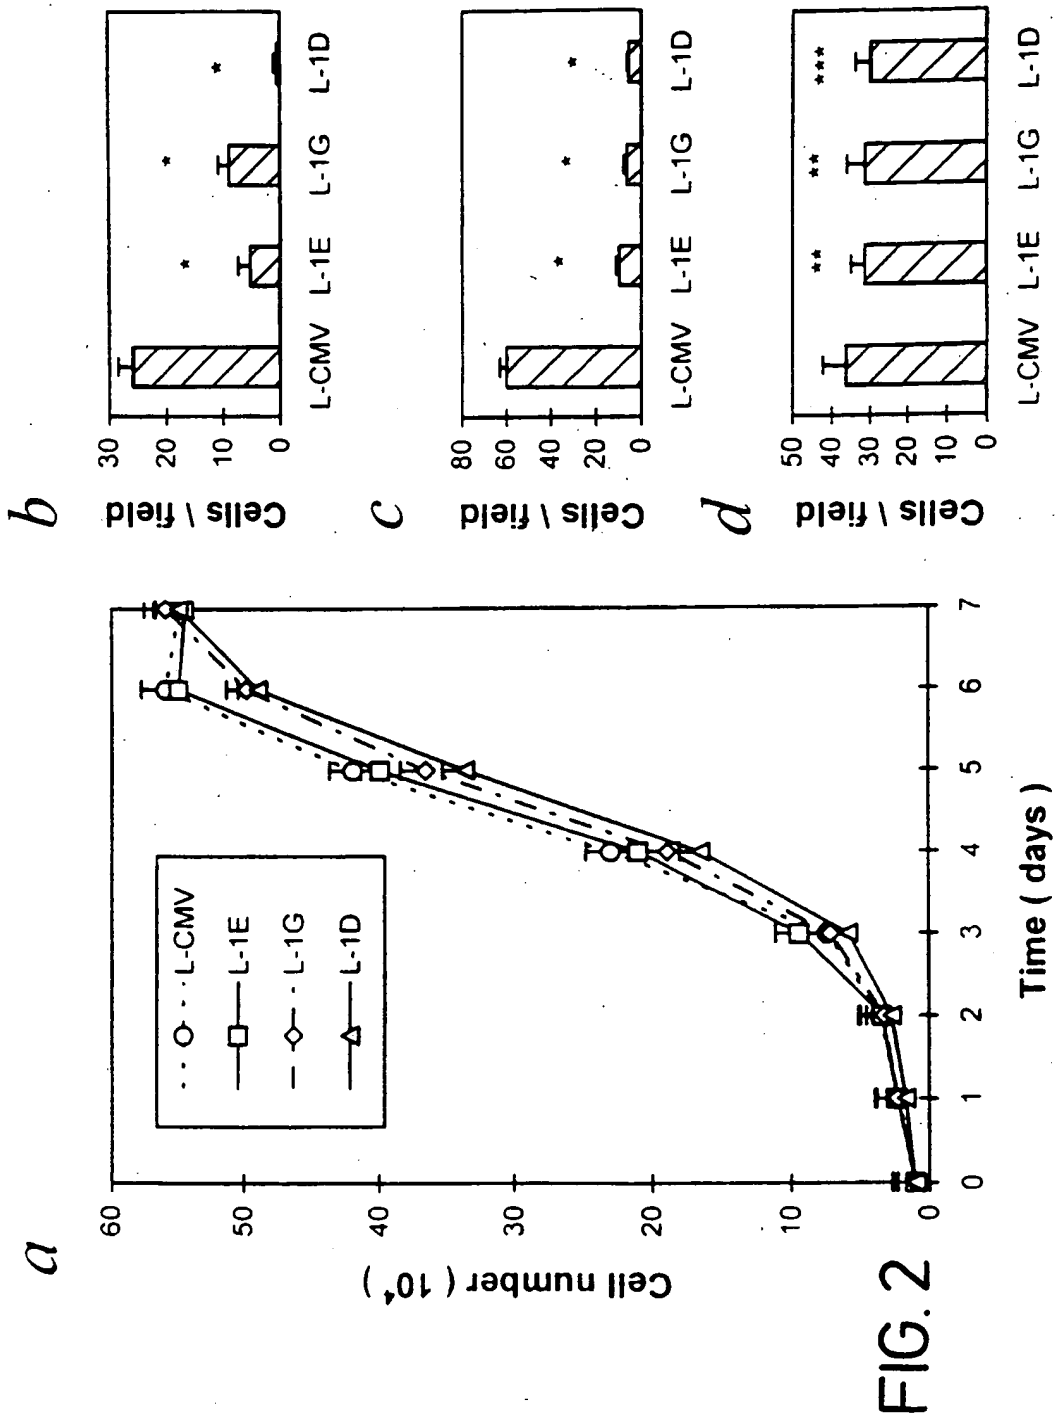 a
Cell number ( 10⁴ )
60
50
40
30
20
10
0
L-CMV
L-1E
L-1G
L-1D
0 1 2 3 4 5 6 7
Time ( days )
b
Cells \ field
30
20
10
0
* * *
L-CMV L-1E L-1G L-1D
c
Cells \ field
80
60
40
20
0
* * *
L-CMV L-1E L-1G L-1D
d
Cells \ field
50
40
30
20
10
0
** ** ***
L-CMV L-1E L-1G L-1D
FIG. 2